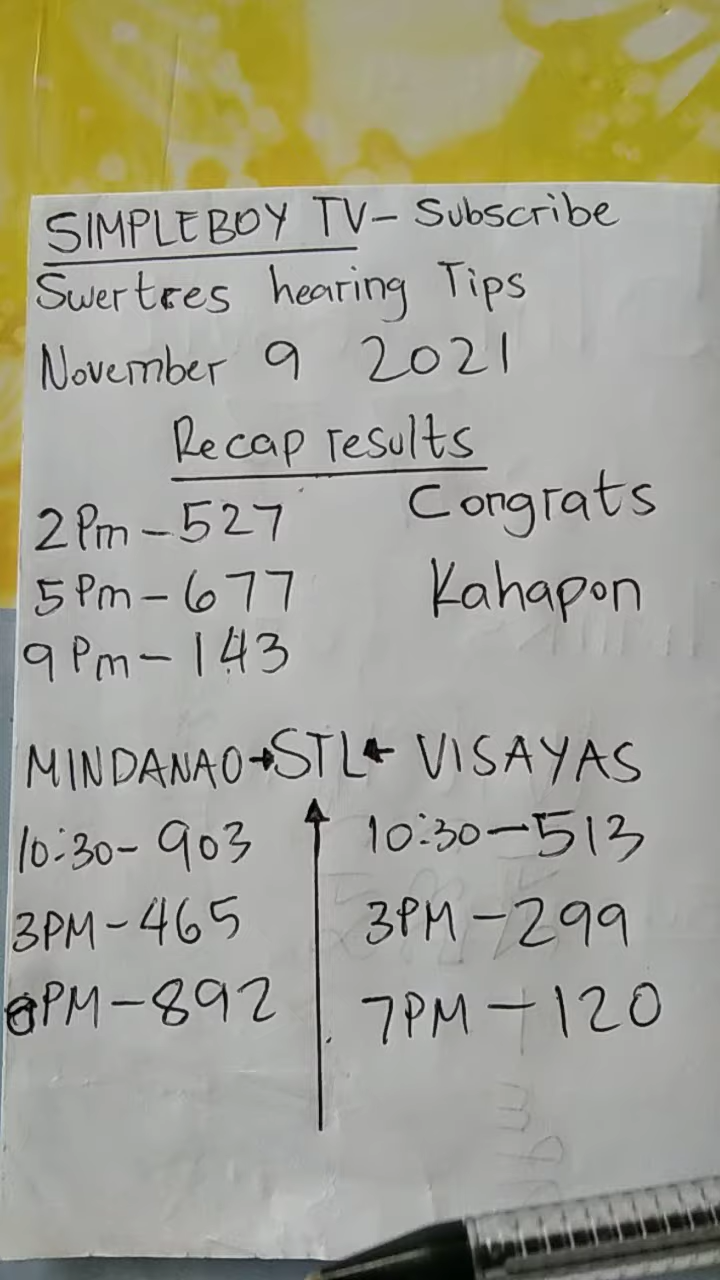 SIMPLEBOY TV - Subscribe
Swertres hearing Tips
November 9 2021
Recap results
2Pm - 527 Congrats
5Pm - 677 Kahapon
9Pm - 143
MINDANAO → STL ← VISAYAS
10:30 - 903 10:30 - 513
3PM - 465 3PM - 299
PM - 892 7PM - 120